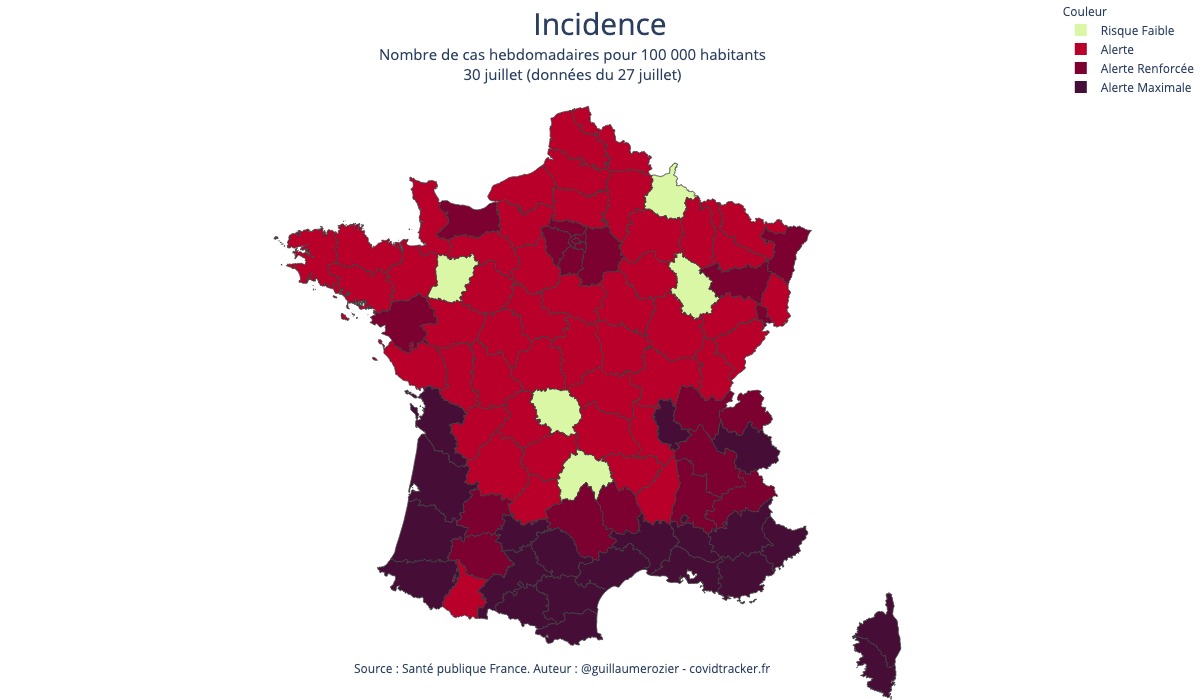 Incidence
Nombre de cas hebdomadaires pour 100 000 habitants
30 juillet (données du 27 juillet)
Couleur
Risque Faible
Alerte
Alerte Renforcée
Alerte Maximale
Source : Santé publique France. Auteur : @guillaumerozier - covidtracker.fr